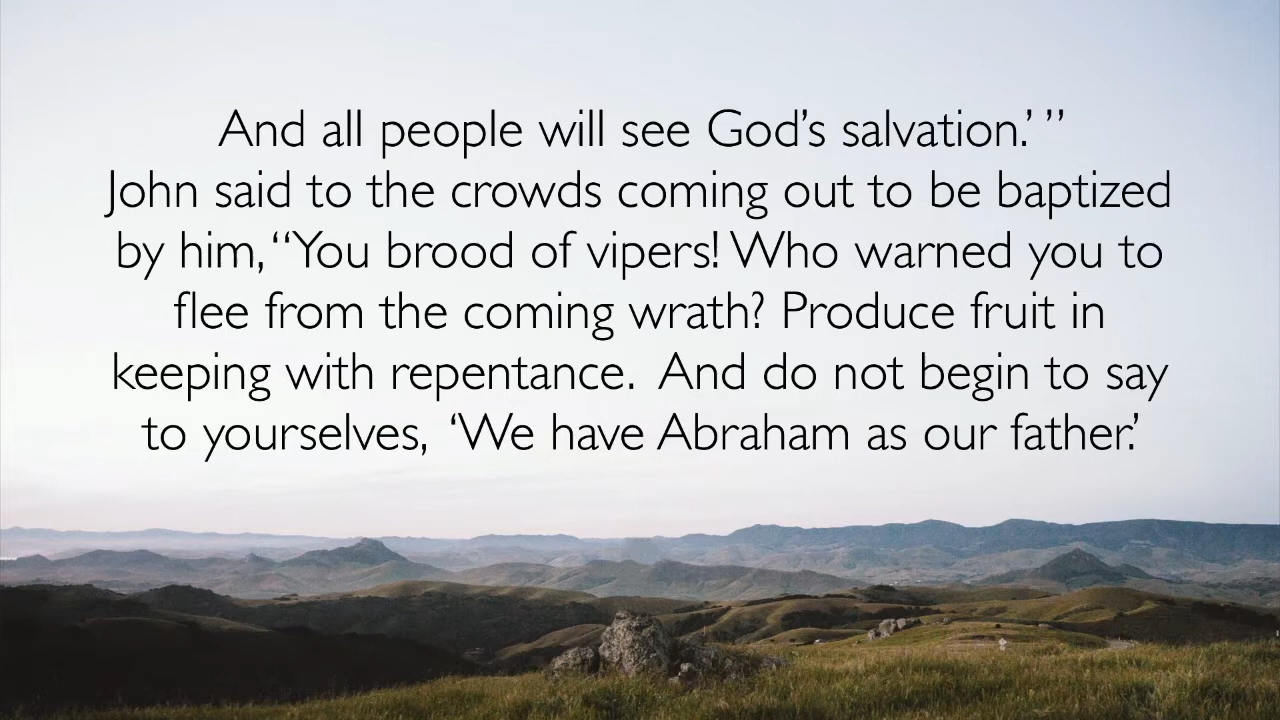 And all people will see God’s salvation.’ ”
John said to the crowds coming out to be baptized
by him, “You brood of vipers! Who warned you to
flee from the coming wrath? Produce fruit in
keeping with repentance.  And do not begin to say
to yourselves,  ‘We have Abraham as our father.’